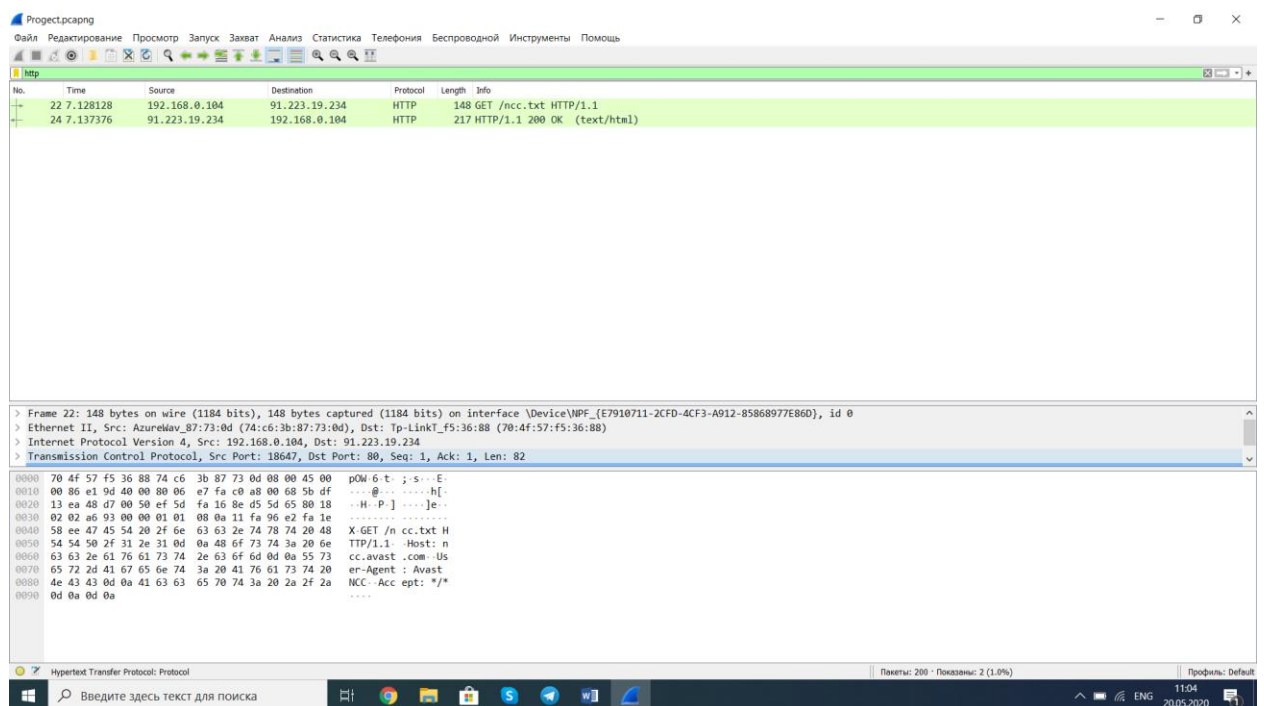 Progect.pcapng
Файл Редактирование Просмотр Запуск Захват Анализ Статистика Телефония Беспроводной Инструменты Помощь
http
No. Time Source Destination Protocol Length Info
22 7.128128 192.168.0.104 91.223.19.234 HTTP 148 GET /ncc.txt HTTP/1.1
24 7.137376 91.223.19.234 192.168.0.104 HTTP 217 HTTP/1.1 200 OK (text/html)
> Frame 22: 148 bytes on wire (1184 bits), 148 bytes captured (1184 bits) on interface \Device\NPF_{E7910711-2CFD-4CF3-A912-85868977E86D}, id 0
> Ethernet II, Src: AzureWav_87:73:0d (74:c6:3b:87:73:0d), Dst: Tp-LinkT_f5:36:88 (70:4f:57:f5:36:88)
> Internet Protocol Version 4, Src: 192.168.0.104, Dst: 91.223.19.234
> Transmission Control Protocol, Src Port: 18647, Dst Port: 80, Seq: 1, Ack: 1, Len: 82
0000 70 4f 57 f5 36 88 74 c6 3b 87 73 0d 08 00 45 00 pOW·6·t· ;·s···E·
0010 00 86 e1 9d 40 00 80 06 e7 fa c0 a8 00 68 5b df ····@··· ·····h[·
0020 13 ea 48 d7 00 50 ef 5d fa 16 8e d5 5d 65 80 18 ··H··P·] ····]e··
0030 02 02 a6 93 00 00 01 01 08 0a 11 fa 96 e2 fa 1e ········ ········
0040 58 ee 47 45 54 20 2f 6e 63 63 2e 74 78 74 20 48 X·GET /n cc.txt H
0050 54 54 50 2f 31 2e 31 0d 0a 48 6f 73 74 3a 20 6e TTP/1.1· ·Host: n
0060 63 63 2e 61 76 61 73 74 2e 63 6f 6d 0d 0a 55 73 cc.avast .com··Us
0070 65 72 2d 41 67 65 6e 74 3a 20 41 76 61 73 74 20 er-Agent : Avast
0080 4e 43 43 0d 0a 41 63 63 65 70 74 3a 20 2a 2f 2a NCC··Acc ept: */*
0090 0d 0a 0d 0a ····
Hypertext Transfer Protocol: Protocol Пакеты: 200 · Показаны: 2 (1.0%) Профиль: Default
Введите здесь текст для поиска ENG 11:04
20.05.2020